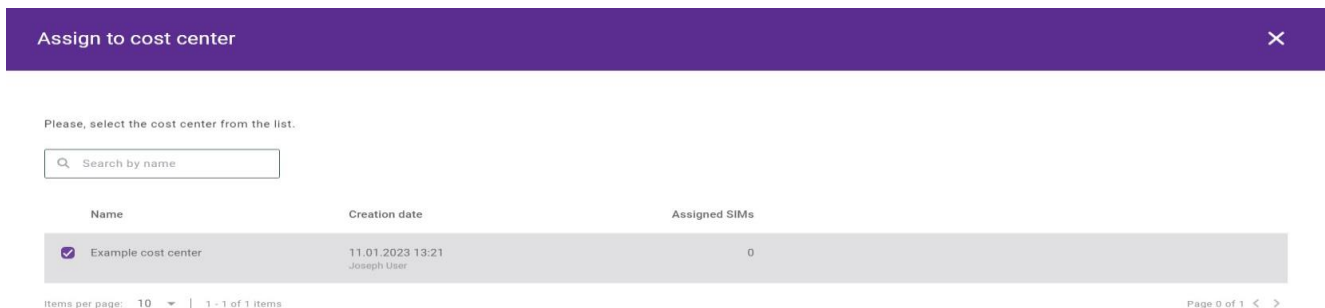 Assign to cost center
Please, select the cost center from the list.
Search by name
Name Creation date Assigned SIMs
Example cost center 11.01.2023 13:21 0
Joseph User
Items per page: 10 | 1 - 1 of 1 items Page 0 of 1 < >